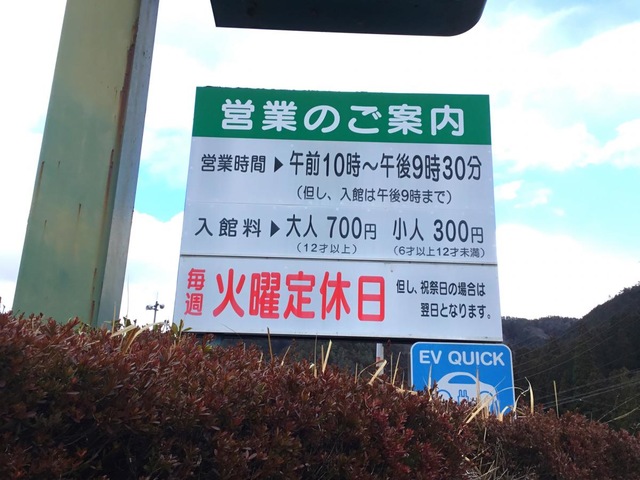 営業のご案内
営業時間▶午前10時～午後9時30分
(但し、入館は午後9時まで)
入館料▶大人 700円 小人 300円
(12才以上) (6才以上12才未満)
毎週 火曜定休日 但し、祝祭日の場合は
翌日となります。
EV QUICK